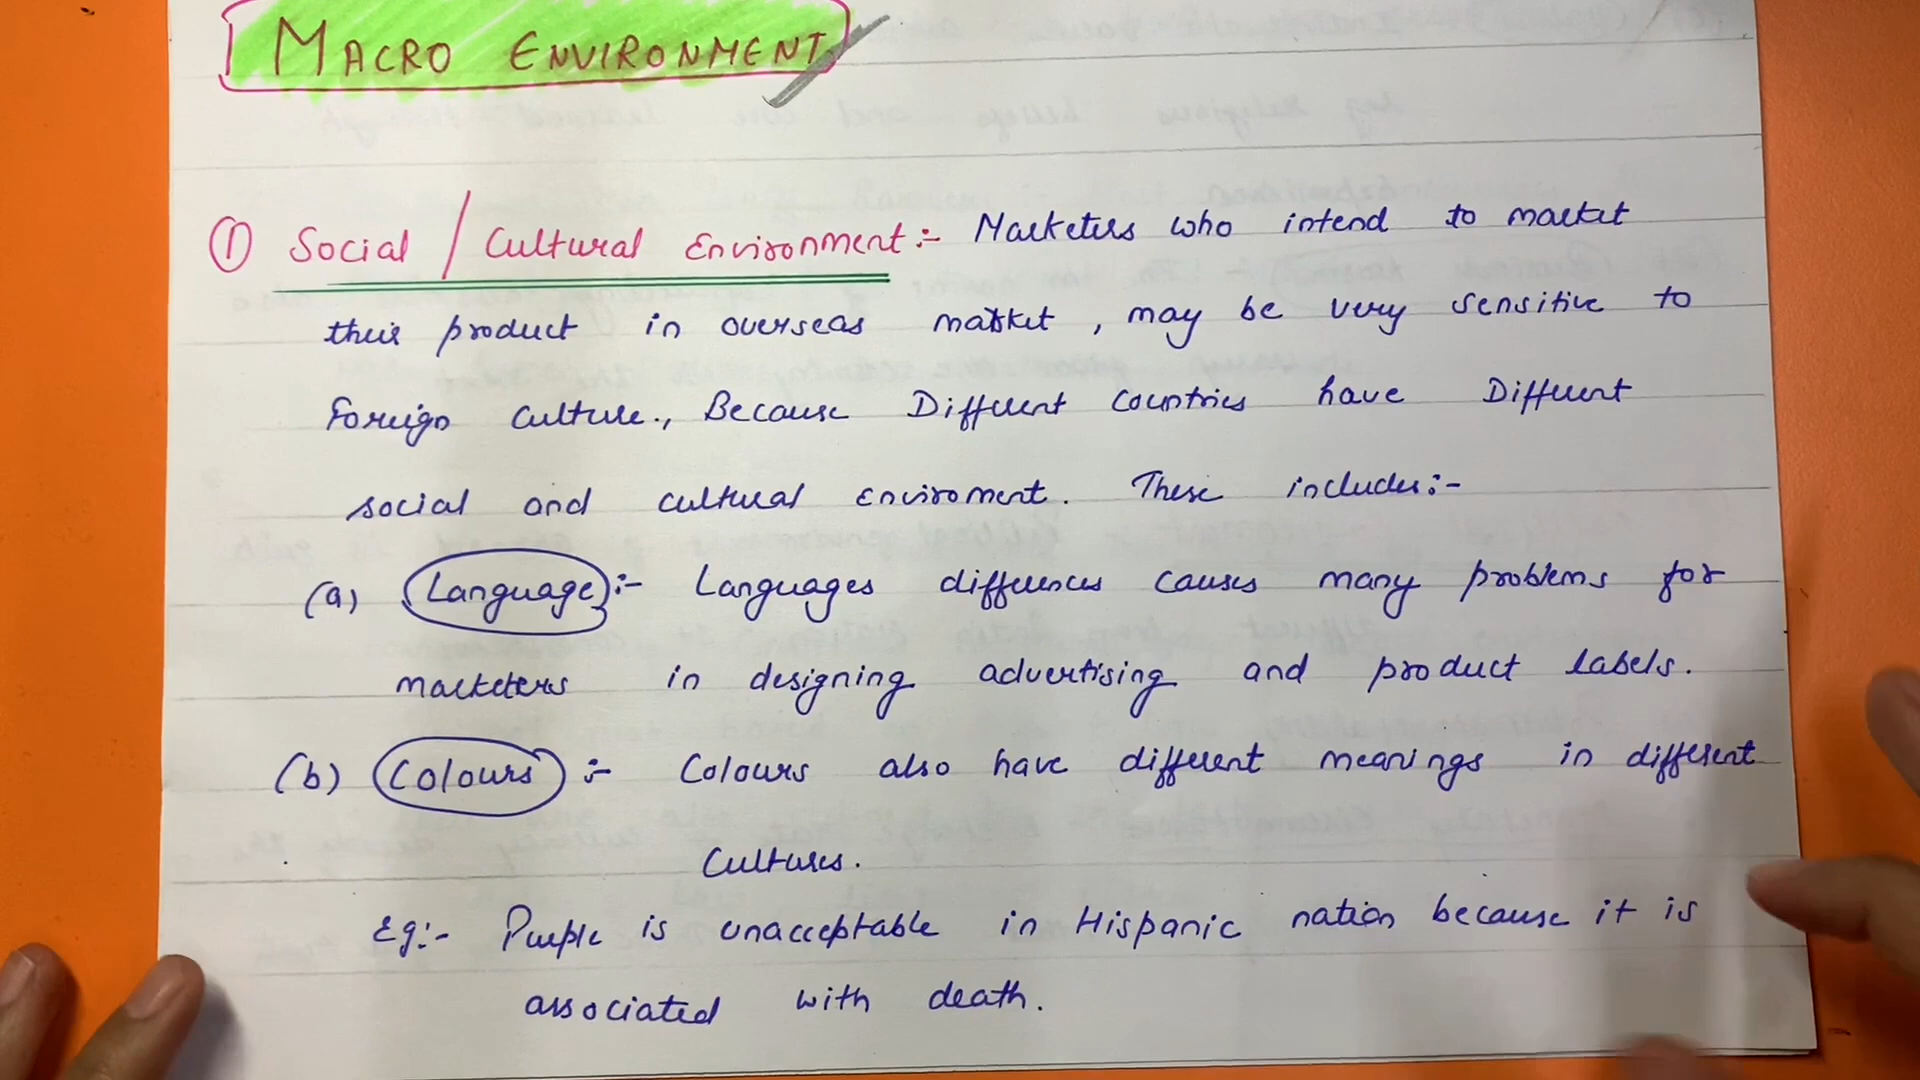 MACRO ENVIRONMENT
① Social / Cultural Environment :- Marketers who intend to market
their product in overseas market , may be very sensitive to
Foreign Culture., Because Different Countries have Different
social and cultural Enviroment. These includes:-
(a) Language :- Languages differences causes many problems for
marketers in designing advertising and product labels.
(b) Colours :- Colours also have different meanings in different
Cultures.
Eg:- Purple is unacceptable in Hispanic nation because it is
associated with death.